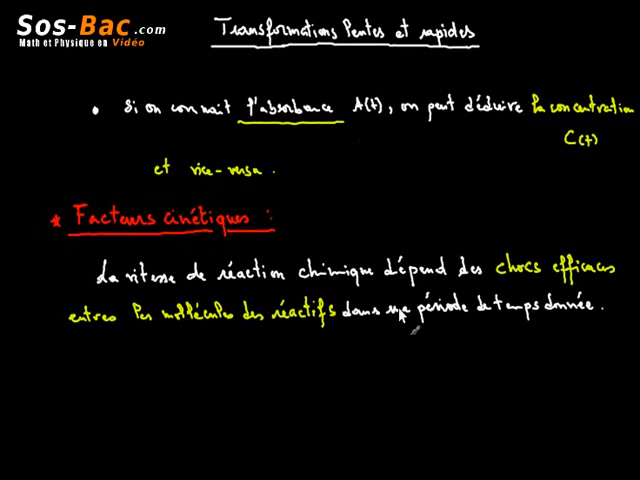 Sos-Bac.com
Math et Physique en Vidéo
Transformations lentes et rapides
• Si on connait l'absorbance A(t), on peut déduire la concentration
C(t)
et vice-versa.
* Facteurs cinétiques :
La vitesse de réaction chimique dépend des chocs efficaces
entres les molécules des réactifs dans une période de temps donnée.